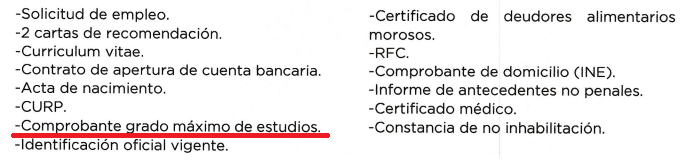 -Solicitud de empleo.
-2 cartas de recomendación.
-Curriculum vitae.
-Contrato de apertura de cuenta bancaria.
-Acta de nacimiento.
-CURP.
-Comprobante grado máximo de estudios.
-Identificación oficial vigente.
-Certificado de deudores alimentarios
morosos.
-RFC.
-Comprobante de domicilio (INE).
-Informe de antecedentes no penales.
-Certificado médico.
-Constancia de no inhabilitación.